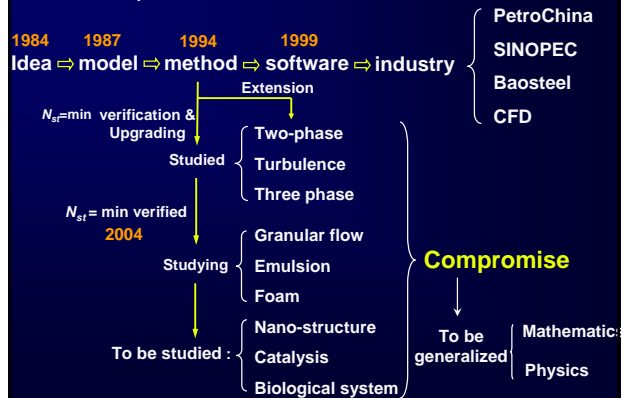 1984 1987 1994 1999
Idea ⇨ model ⇨ method ⇨ software ⇨ industry
PetroChina
SINOPEC
Baosteel
CFD
Extension
Nst=min verification &
Upgrading
Studied
Two-phase
Turbulence
Three phase
Nst = min verified
2004
Studying
Granular flow
Emulsion
Foam
To be studied :
Nano-structure
Catalysis
Biological system
Compromise
To be
generalized
Mathematics
Physics